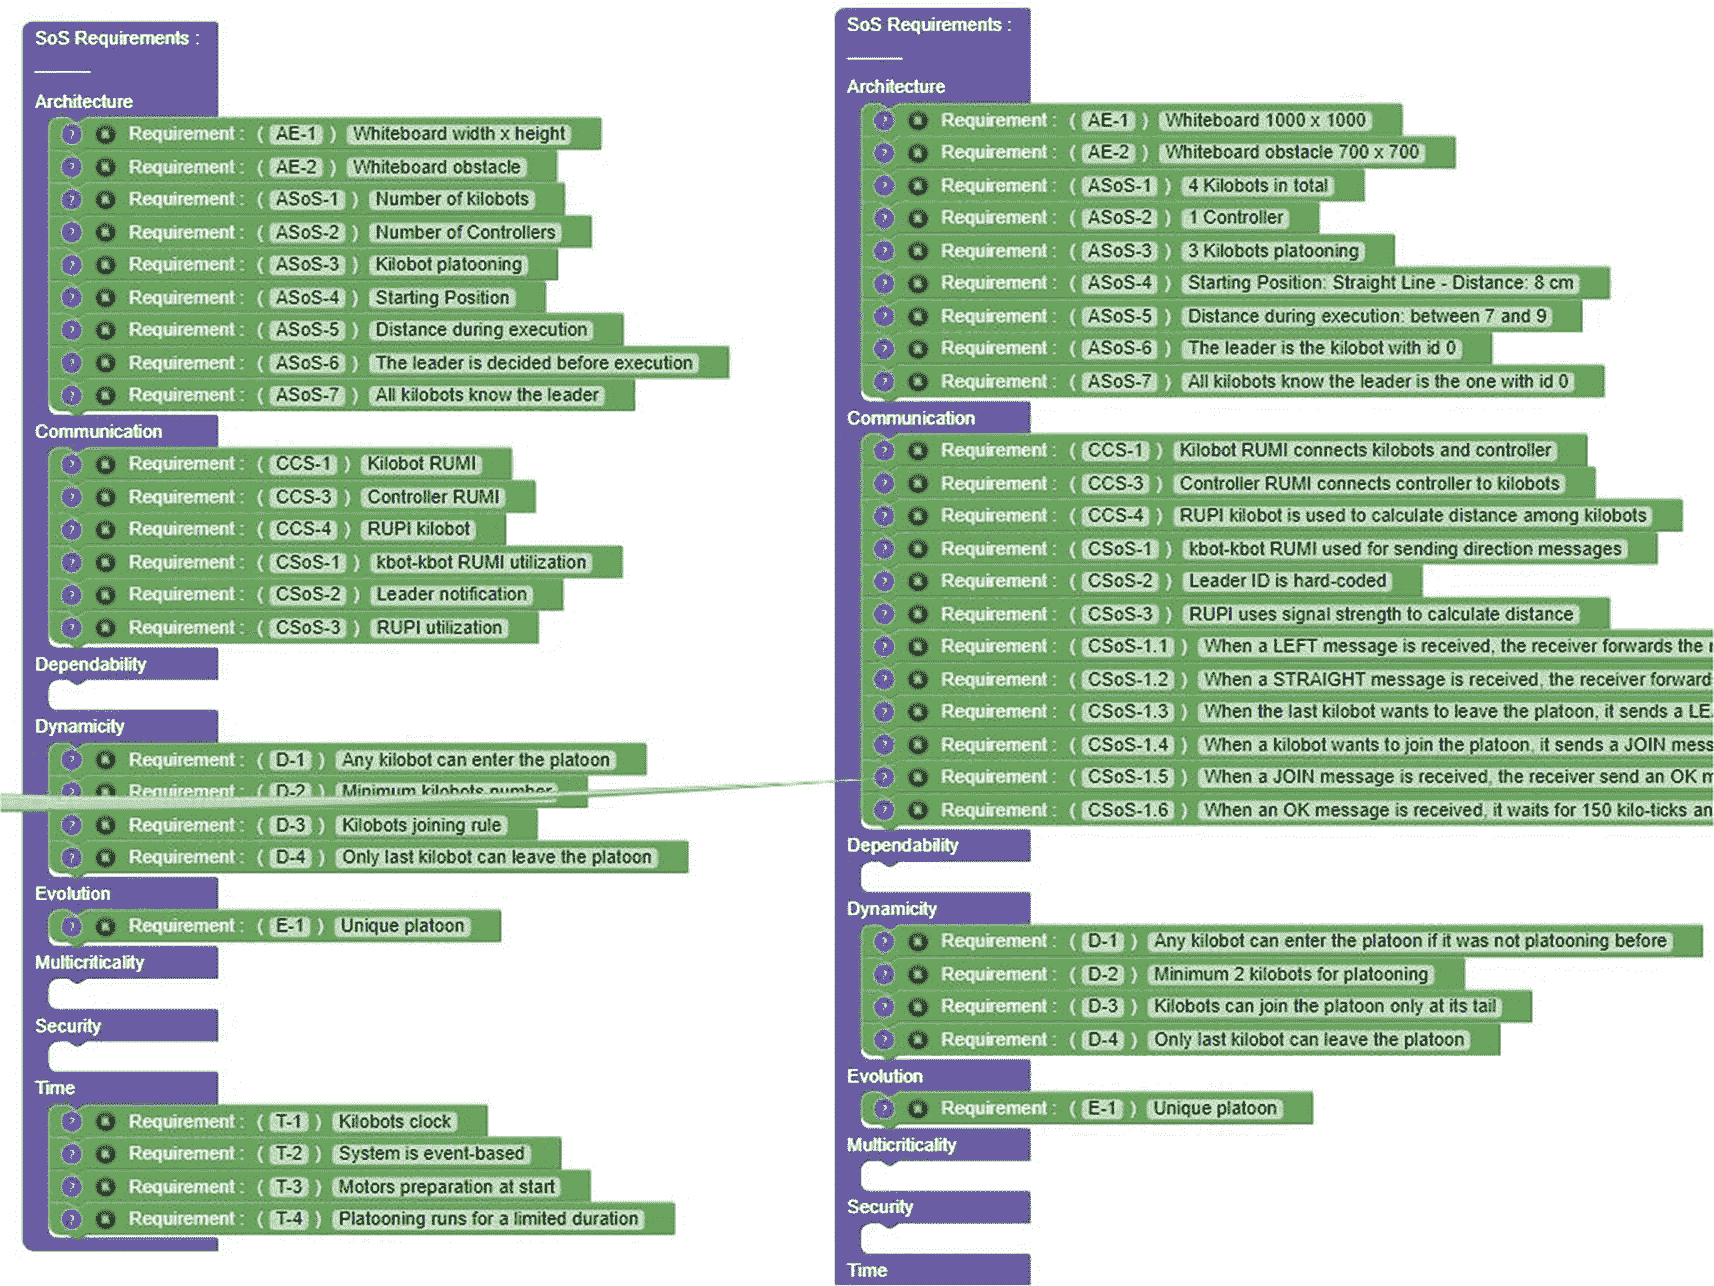 SoS Requirements :
Architecture
Requirement : ( AE-1 ) Whiteboard width x height
Requirement : ( AE-2 ) Whiteboard obstacle
Requirement : ( ASoS-1 ) Number of kilobots
Requirement : ( ASoS-2 ) Number of Controllers
Requirement : ( ASoS-3 ) Kilobot platooning
Requirement : ( ASoS-4 ) Starting Position
Requirement : ( ASoS-5 ) Distance during execution
Requirement : ( ASoS-6 ) The leader is decided before execution
Requirement : ( ASoS-7 ) All kilobots know the leader
Communication
Requirement : ( CCS-1 ) Kilobot RUMI
Requirement : ( CCS-3 ) Controller RUMI
Requirement : ( CCS-4 ) RUPI kilobot
Requirement : ( CSoS-1 ) kbot-kbot RUMI utilization
Requirement : ( CSoS-2 ) Leader notification
Requirement : ( CSoS-3 ) RUPI utilization
Dependability
Dynamicity
Requirement : ( D-1 ) Any kilobot can enter the platoon
Requirement : ( D-2 ) Minimum kilobots number
Requirement : ( D-3 ) Kilobots joining rule
Requirement : ( D-4 ) Only last kilobot can leave the platoon
Evolution
Requirement : ( E-1 ) Unique platoon
Multicriticality
Security
Time
Requirement : ( T-1 ) Kilobots clock
Requirement : ( T-2 ) System is event-based
Requirement : ( T-3 ) Motors preparation at start
Requirement : ( T-4 ) Platooning runs for a limited duration
SoS Requirements :
Architecture
Requirement : ( AE-1 ) Whiteboard 1000 x 1000
Requirement : ( AE-2 ) Whiteboard obstacle 700 x 700
Requirement : ( ASoS-1 ) 4 Kilobots in total
Requirement : ( ASoS-2 ) 1 Controller
Requirement : ( ASoS-3 ) 3 Kilobots platooning
Requirement : ( ASoS-4 ) Starting Position: Straight Line - Distance: 8 cm
Requirement : ( ASoS-5 ) Distance during execution: between 7 and 9
Requirement : ( ASoS-6 ) The leader is the kilobot with id 0
Requirement : ( ASoS-7 ) All kilobots know the leader is the one with id 0
Communication
Requirement : ( CCS-1 ) Kilobot RUMI connects kilobots and controller
Requirement : ( CCS-3 ) Controller RUMI connects controller to kilobots
Requirement : ( CCS-4 ) RUPI kilobot is used to calculate distance among kilobots
Requirement : ( CSoS-1 ) kbot-kbot RUMI used for sending direction messages
Requirement : ( CSoS-2 ) Leader ID is hard-coded
Requirement : ( CSoS-3 ) RUPI uses signal strength to calculate distance
Requirement : ( CSoS-1.1 ) When a LEFT message is received, the receiver forwards the
Requirement : ( CSoS-1.2 ) When a STRAIGHT message is received, the receiver forward
Requirement : ( CSoS-1.3 ) When the last kilobot wants to leave the platoon, it sends a LE
Requirement : ( CSoS-1.4 ) When a kilobot wants to join the platoon, it sends a JOIN mess
Requirement : ( CSoS-1.5 ) When a JOIN message is received, the receiver send an OK
Requirement : ( CSoS-1.6 ) When an OK message is received, it waits for 150 kilo-ticks an
Dependability
Dynamicity
Requirement : ( D-1 ) Any kilobot can enter the platoon if it was not platooning before
Requirement : ( D-2 ) Minimum 2 kilobots for platooning
Requirement : ( D-3 ) Kilobots can join the platoon only at its tail
Requirement : ( D-4 ) Only last kilobot can leave the platoon
Evolution
Requirement : ( E-1 ) Unique platoon
Multicriticality
Security
Time